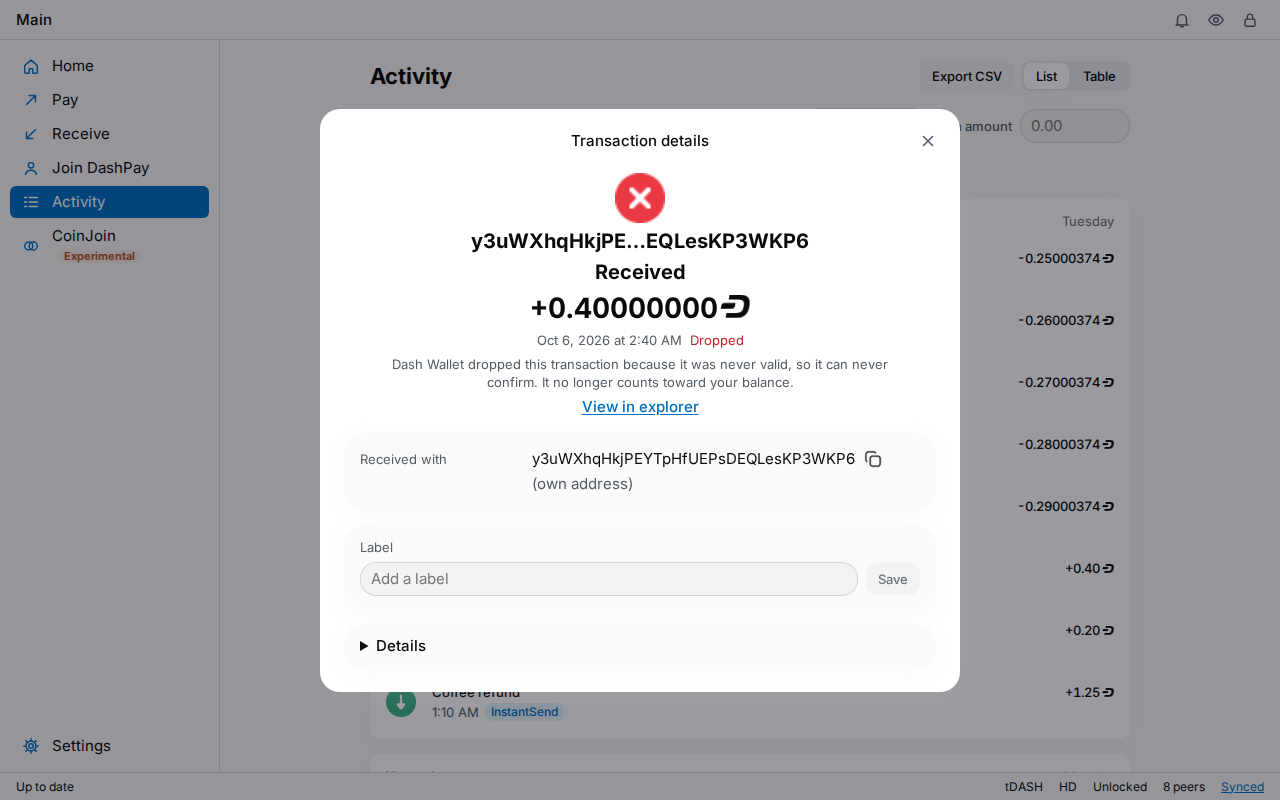 Main
Home
Pay
Receive
Join DashPay
Activity
CoinJoin
Experimental
Settings
Activity
Export CSV
List
Table
amount
0.00
Tuesday
-0.25000374
-0.26000374
-0.27000374
-0.28000374
-0.29000374
+0.40
+0.20
Coffee refund
+1.25
1:10 AM
InstantSend
Transaction details
y3uWXhqHkjPE…EQLesKP3WKP6
Received
+0.40000000
Oct 6, 2026 at 2:40 AM Dropped
Dash Wallet dropped this transaction because it was never valid, so it can never
confirm. It no longer counts toward your balance.
View in explorer
Received with
y3uWXhqHkjPEYTpHfUEPsDEQLesKP3WKP6
(own address)
Label
Add a label
Save
Details
Up to date
tDASH
HD
Unlocked
8 peers
Synced